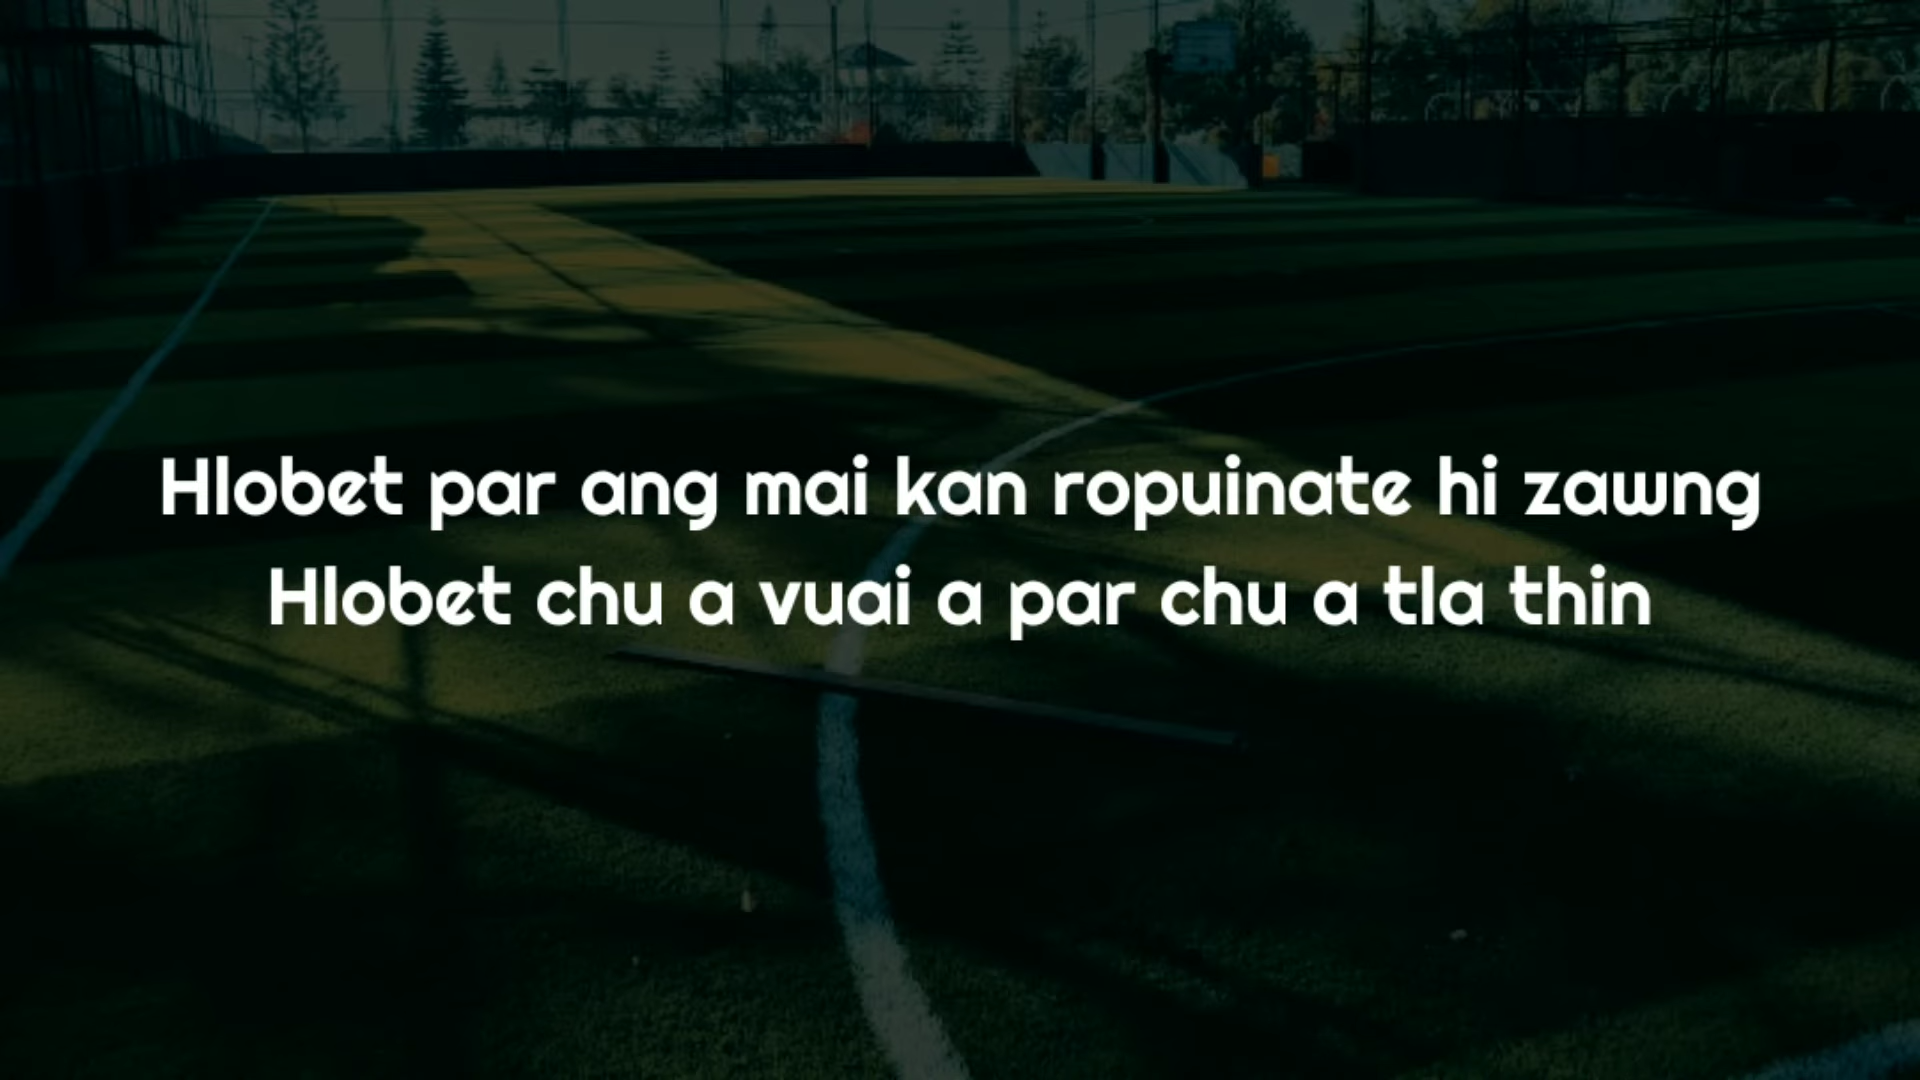 Hlobet par ang mai kan ropuinate hi zawng
Hlobet chu a vuai a par chu a tla thin